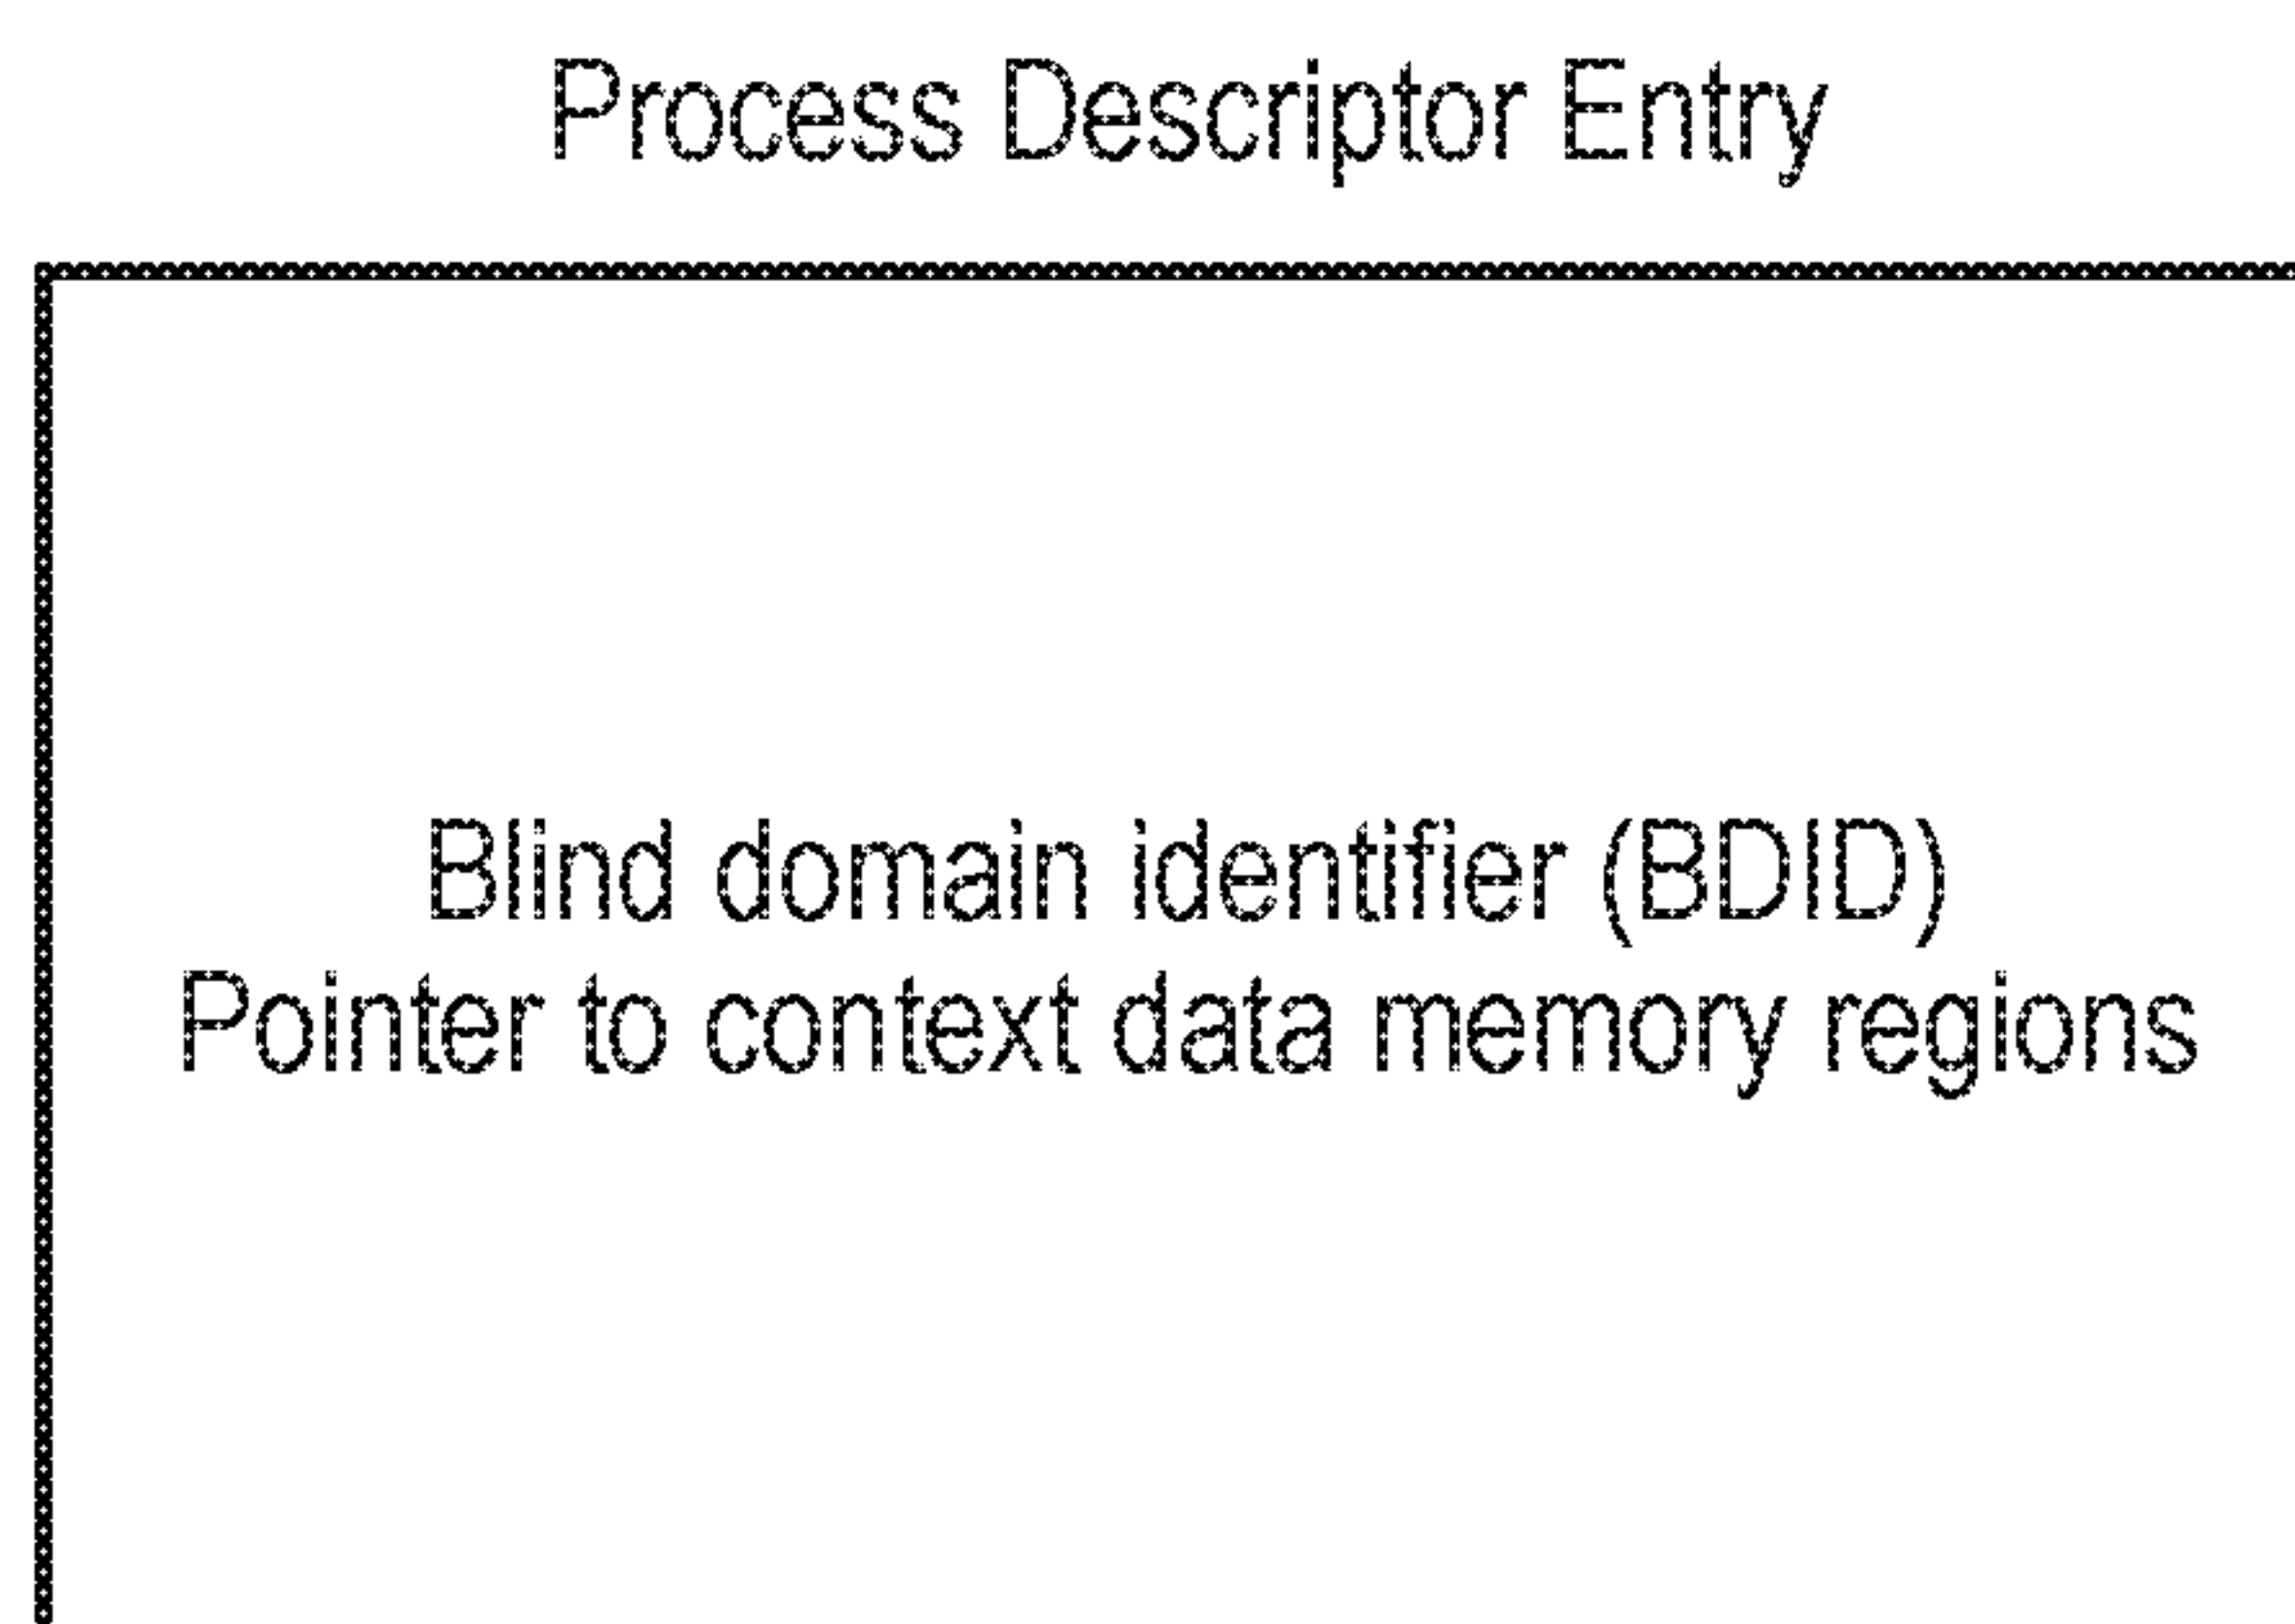 Process Descriptor Entry
Blind domain identifier (BDID)
Pointer to context data memory regions